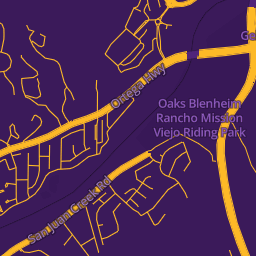 Ortega Hwy
Oaks Blenheim
Rancho Mission
Viejo Riding Park
San Juan Creek Rd